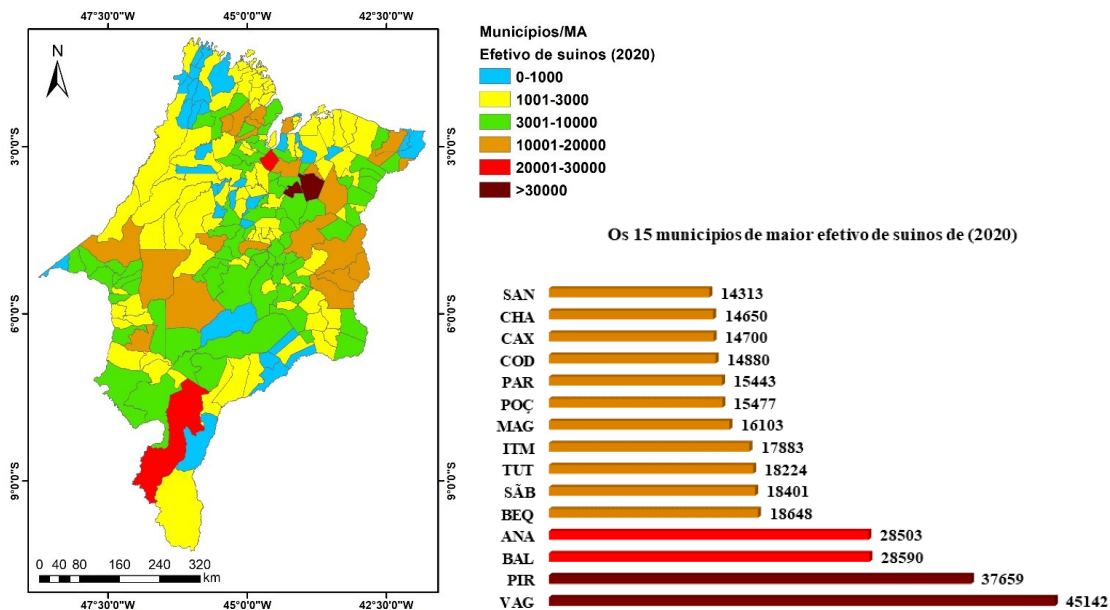 47°30'0"W
45°0'0"W
42°30'0"W
N
3°0'0"S
6°0'0"S
9°0'0"S
3°0'0"S
6°0'0"S
9°0'0"S
0 40 80 160 240 320
km
47°30'0"W
45°0'0"W
42°30'0"W
Municípios/MA
Efetivo de suinos (2020)
0-1000
1001-3000
3001-10000
10001-20000
20001-30000
>30000
Os 15 municipios de maior efetivo de suinos de (2020)
SAN 14313
CHA 14650
CAX 14700
COD 14880
PAR 15443
POÇ 15477
MAG 16103
ITM 17883
TUT 18224
SÃB 18401
BEQ 18648
ANA 28503
BAL 28590
PIR 37659
VAG 45142